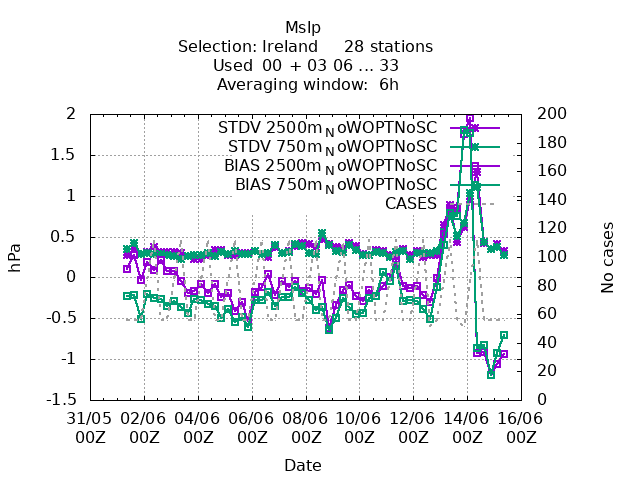 Mslp
Selection: Ireland 28 stations
Used 00 + 03 06 ... 33
Averaging window: 6h
STDV 2500m_NoWOPTNoSC
STDV 750m_NoWOPTNoSC
BIAS 2500m_NoWOPTNoSC
BIAS 750m_NoWOPTNoSC
CASES
hPa
2
1.5
1
0.5
0
-0.5
-1
-1.5
No cases
200
180
160
140
120
100
80
60
40
20
0
31/05 02/06 04/06 06/06 08/06 10/06 12/06 14/06 16/06
00Z 00Z 00Z 00Z 00Z 00Z 00Z 00Z 00Z
Date